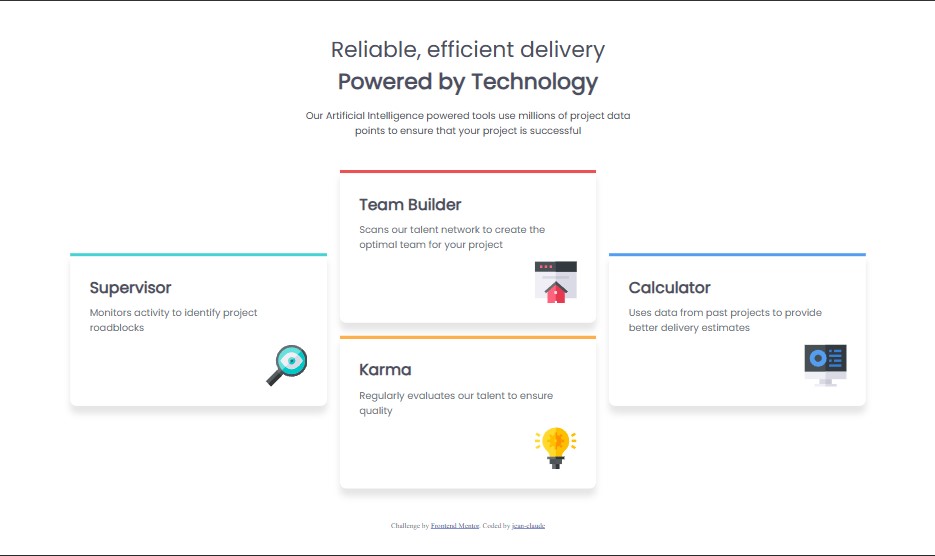 Reliable, efficient delivery
Powered by Technology
Our Artificial Intelligence powered tools use millions of project data
points to ensure that your project is successful
Supervisor
Monitors activity to identify project
roadblocks
Team Builder
Scans our talent network to create the
optimal team for your project
Karma
Regularly evaluates our talent to ensure
quality
Calculator
Uses data from past projects to provide
better delivery estimates
Challenge by Frontend Mentor. Coded by jean-claude